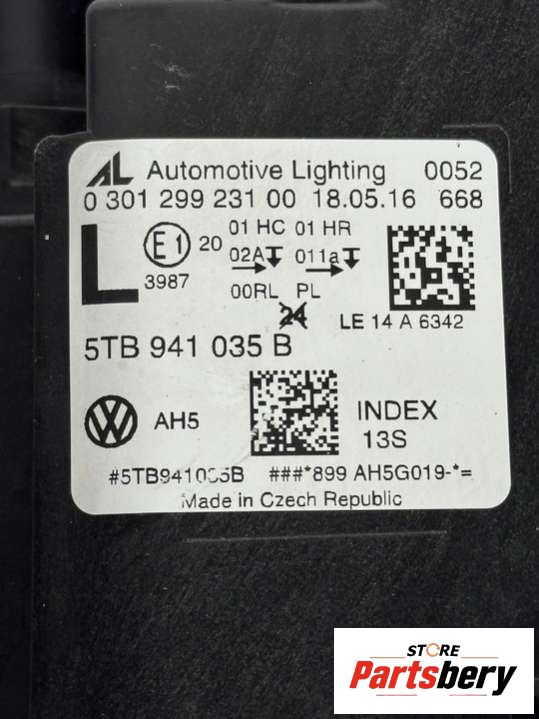 AL Automotive Lighting 0052
0 301 299 231 00 18.05.16 668
L E1 20 01 HC 01 HR
02A 011a
3987
00RL PL
24
LE 14 A 6342
5TB 941 035 B
VW AH5 INDEX
13S
#5TB941035B ###*899 AH5G019-*=
Made in Czech Republic
STORE
Partsbery